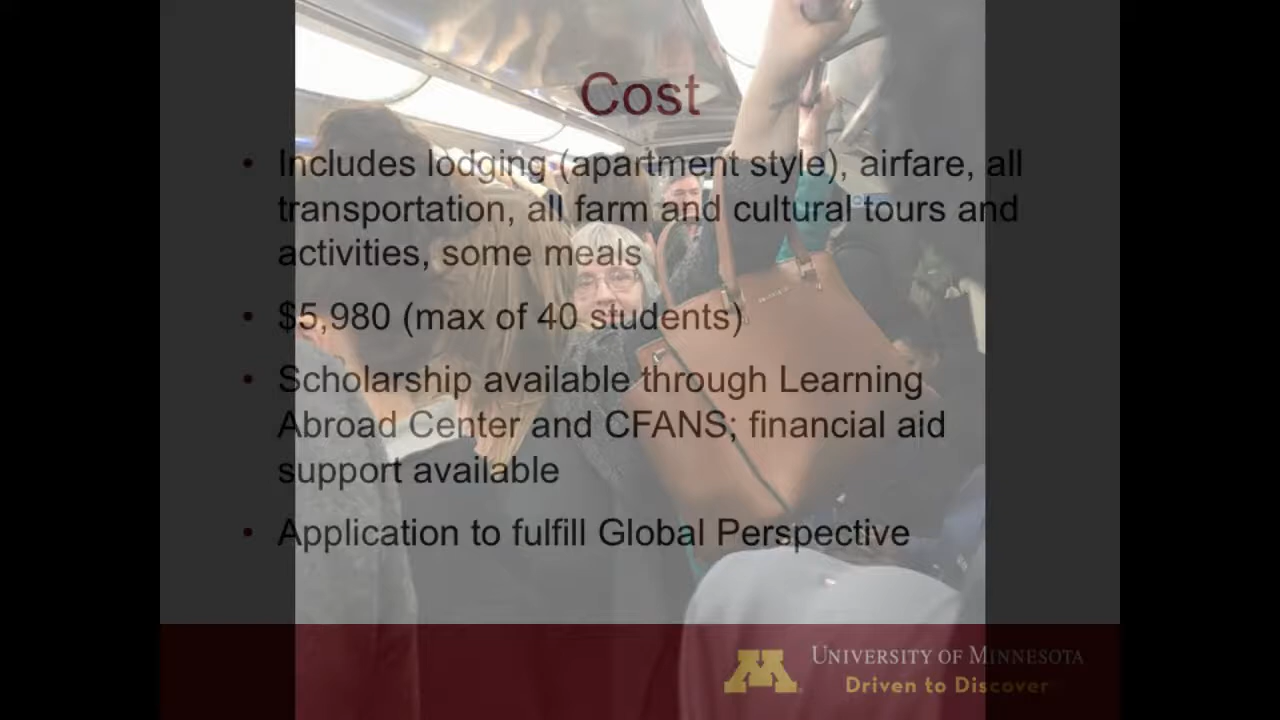 Cost
• Includes lodging (apartment style), airfare, all
transportation, all farm and cultural tours and
activities, some meals
• $5,980 (max of 40 students)
• Scholarship available through Learning
Abroad Center and CFANS; financial aid
support available
• Application to fulfill Global Perspective
M
UNIVERSITY OF MINNESOTA
Driven to Discover